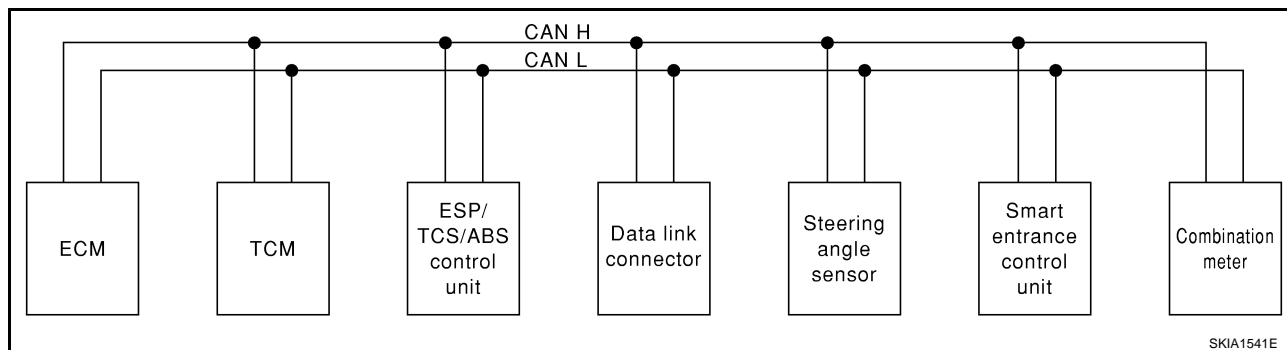 CAN H
CAN L
ECM
TCM
ESP/
TCS/ABS
control
unit
Data link
connector
Steering
angle
sensor
Smart
entrance
control
unit
Combination
meter
SKIA1541E